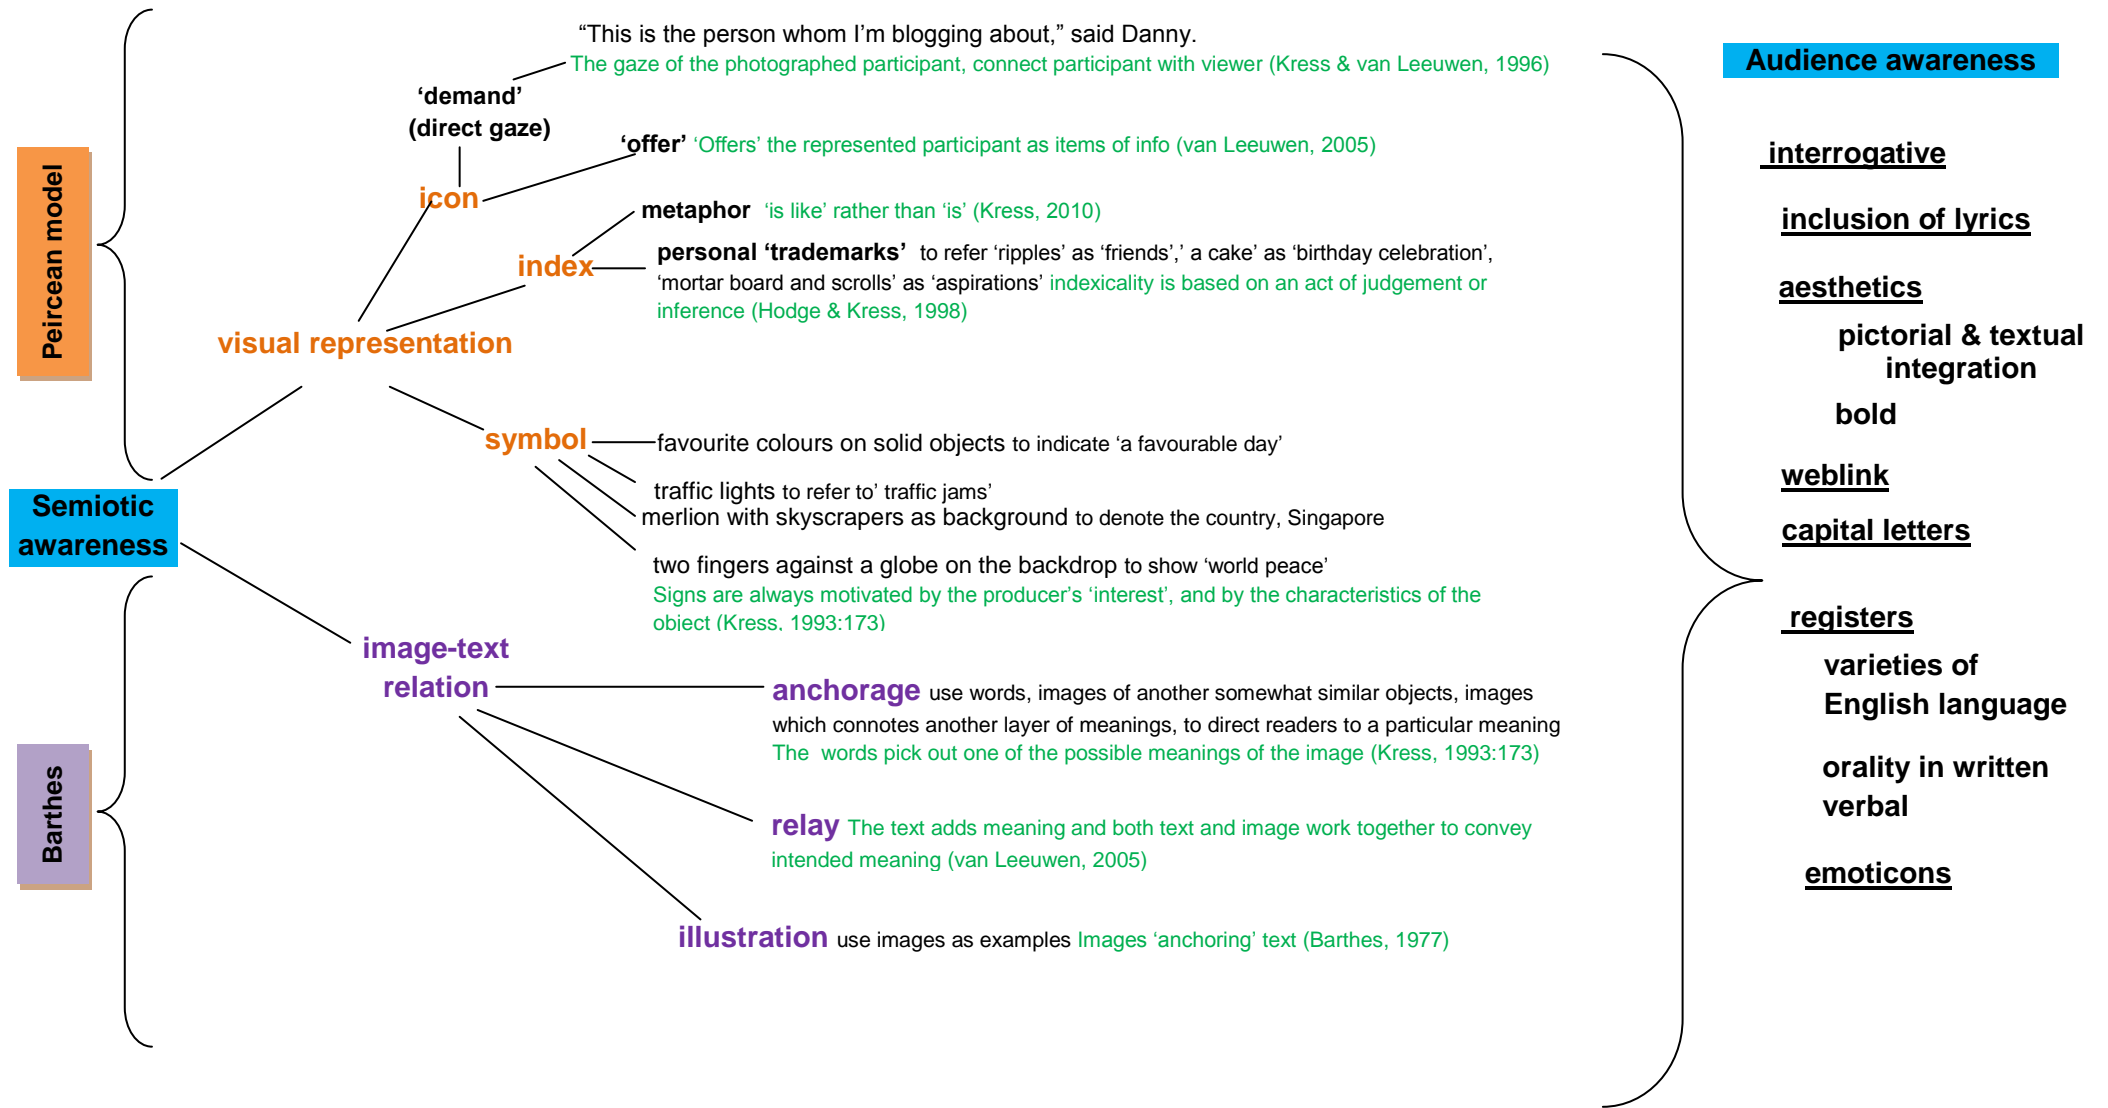 Peircean model
Semiotic
awareness
Barthes
“This is the person whom I’m blogging about,” said Danny.
The gaze of the photographed participant, connect participant with viewer (Kress & van Leeuwen, 1996)
‘demand’
(direct gaze)
‘offer’ ‘Offers’ the represented participant as items of info (van Leeuwen, 2005)
icon
metaphor ‘is like’ rather than ‘is’ (Kress, 2010)
index
personal ‘trademarks’ to refer ‘ripples’ as ‘friends’,’ a cake’ as ‘birthday celebration’,
‘mortar board and scrolls’ as ‘aspirations’ indexicality is based on an act of judgement or
inference (Hodge & Kress, 1998)
visual representation
symbol
favourite colours on solid objects to indicate ‘a favourable day’
traffic lights to refer to’ traffic jams’
merlion with skyscrapers as background to denote the country, Singapore
two fingers against a globe on the backdrop to show ‘world peace’
Signs are always motivated by the producer’s ‘interest’, and by the characteristics of the
object (Kress, 1993:173)
image-text
relation
anchorage use words, images of another somewhat similar objects, images
which connotes another layer of meanings, to direct readers to a particular meaning
The words pick out one of the possible meanings of the image (Kress, 1993:173)
relay The text adds meaning and both text and image work together to convey
intended meaning (van Leeuwen, 2005)
illustration use images as examples Images ‘anchoring’ text (Barthes, 1977)
Audience awareness
interrogative
inclusion of lyrics
aesthetics
pictorial & textual
integration
bold
weblink
capital letters
registers
varieties of
English language
orality in written
verbal
emoticons